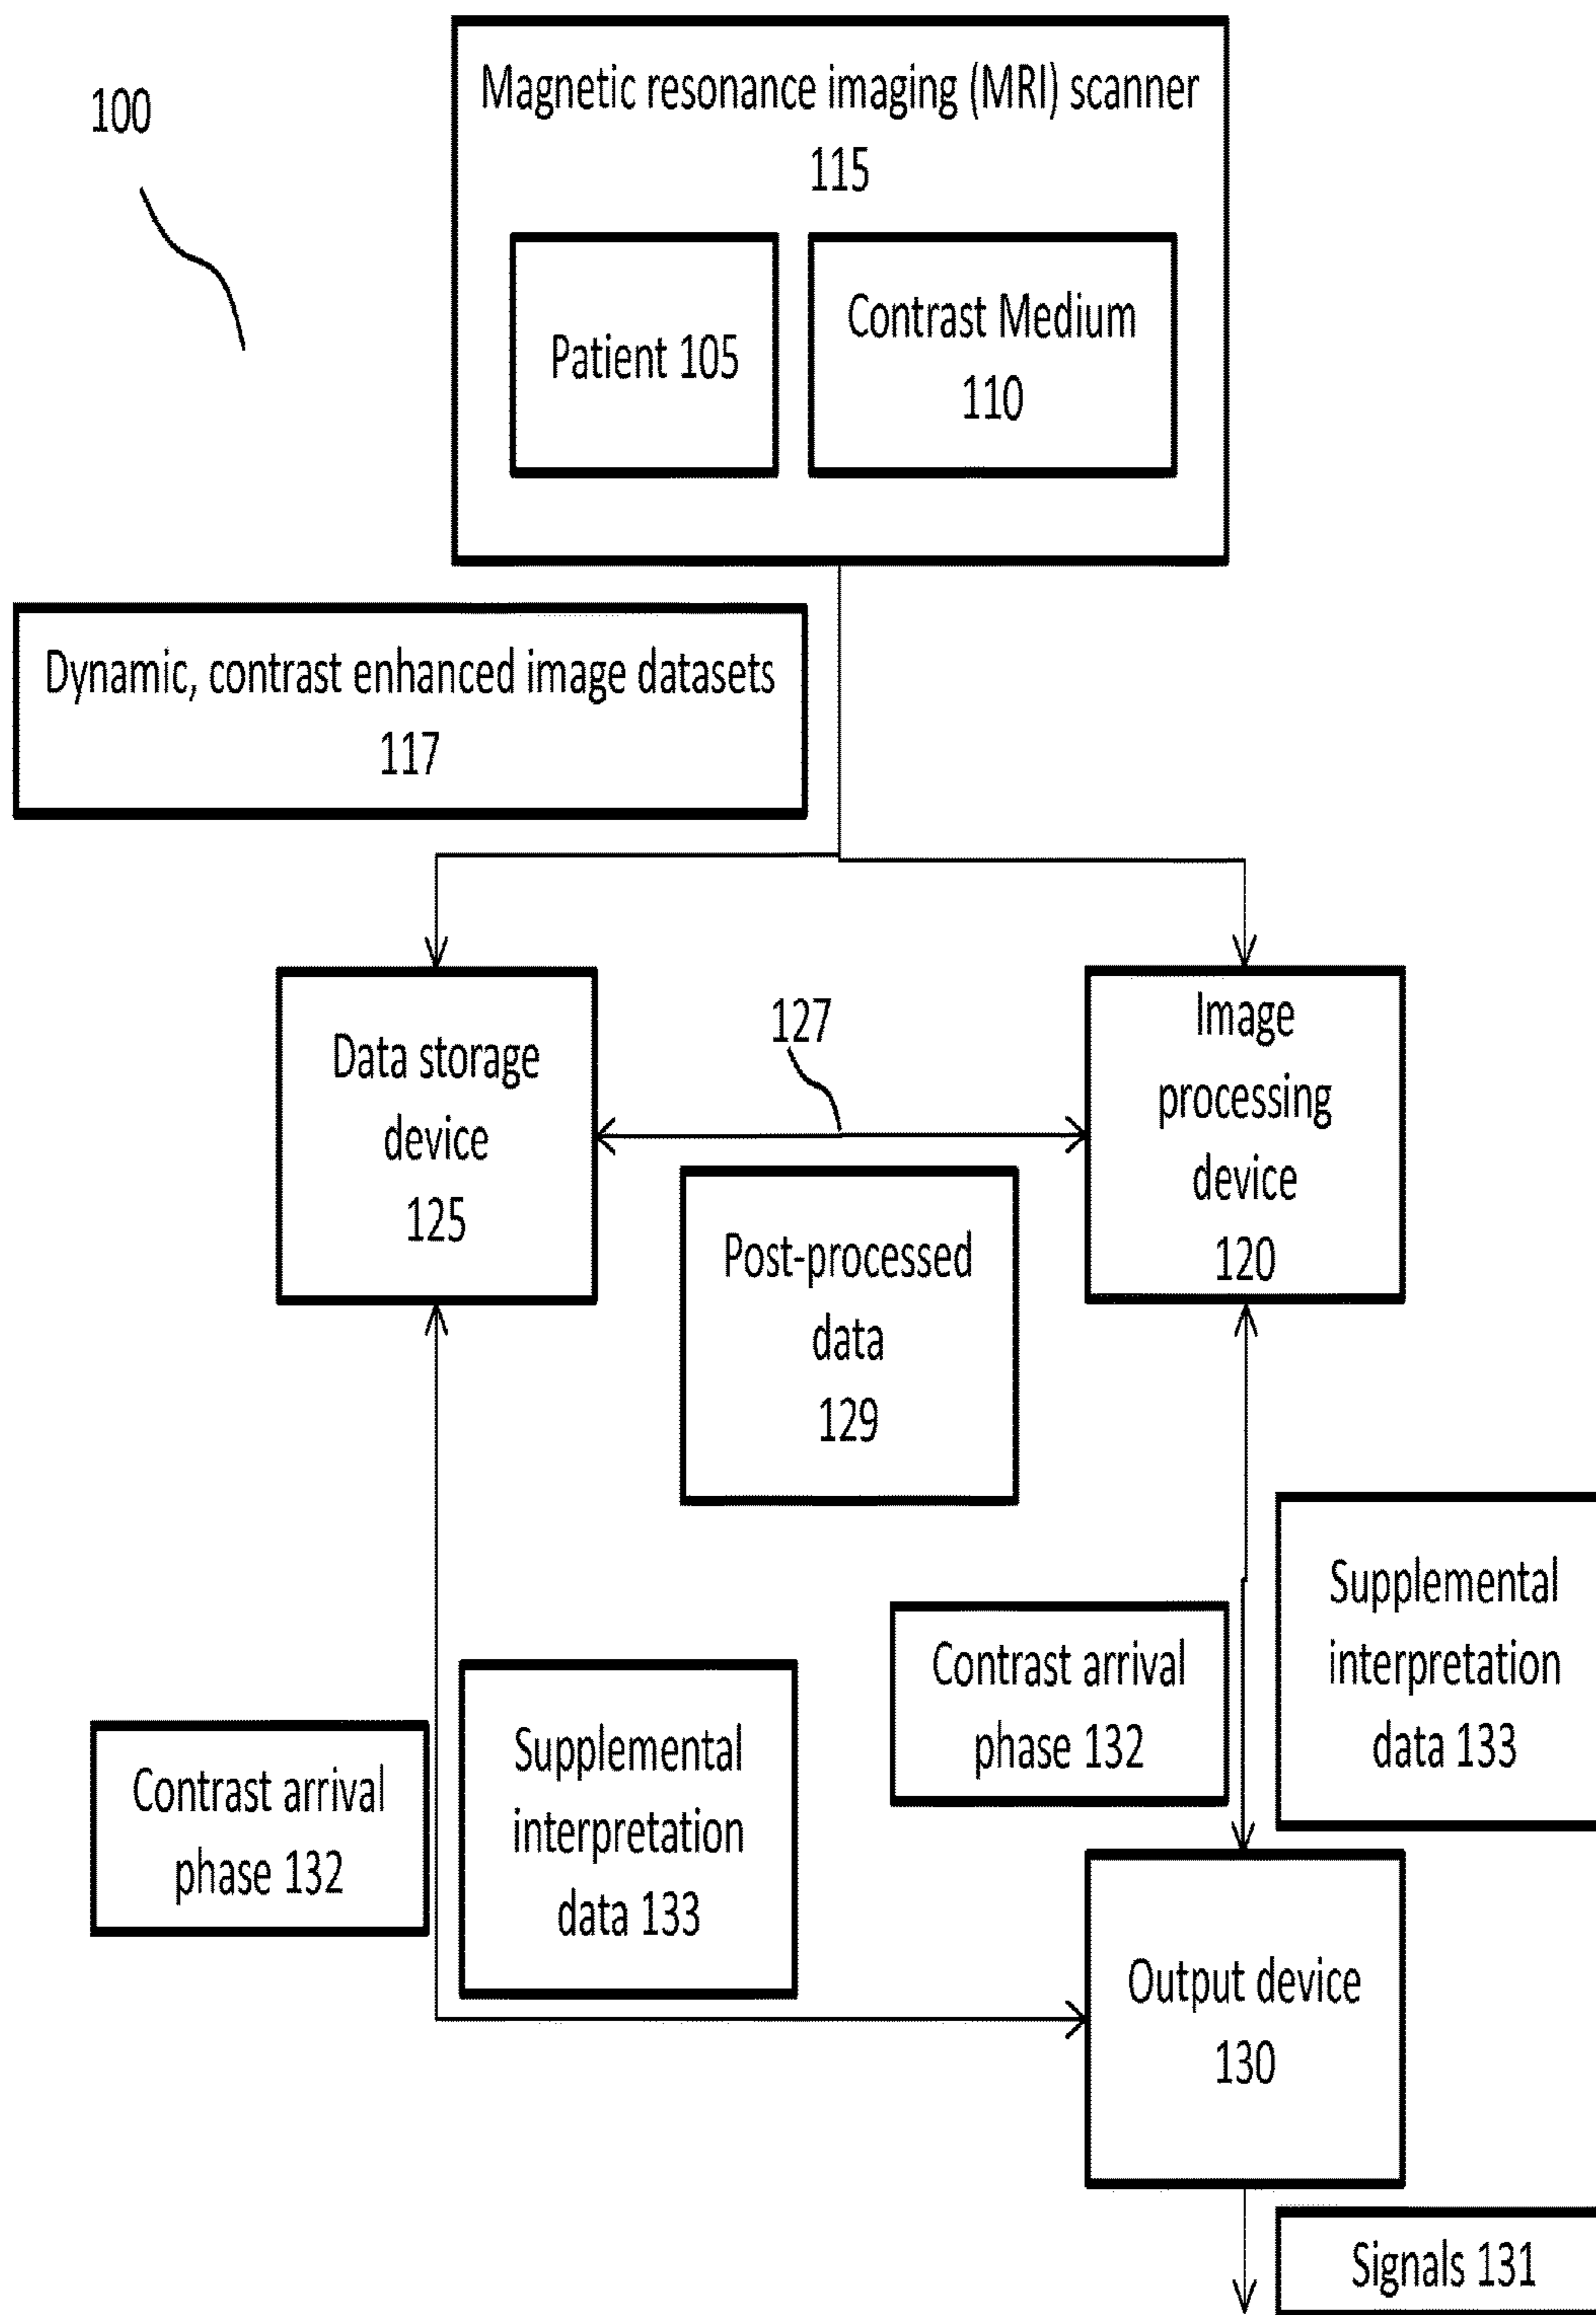 100
Magnetic resonance imaging (MRI) scanner
115
Patient 105
Contrast Medium
110
Dynamic, contrast enhanced image datasets
117
Data storage
device
125
127
Image
processing
device
120
Post-processed
data
129
Contrast arrival
phase 132
Supplemental
interpretation
data 133
Contrast arrival
phase 132
Supplemental
interpretation
data 133
Output device
130
Signals 131